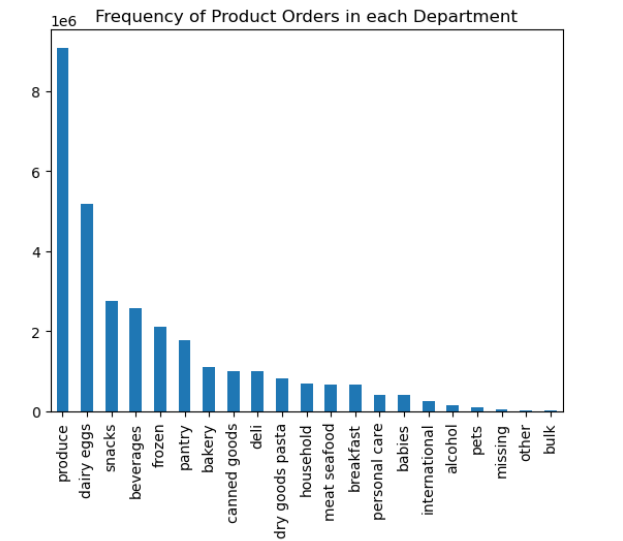 Frequency of Product Orders in each Department
1e6
8
6
4
2
0
produce
dairy eggs
snacks
beverages
frozen
pantry
bakery
canned goods
deli
dry goods pasta
household
meat seafood
breakfast
personal care
babies
international
alcohol
pets
missing
other
bulk